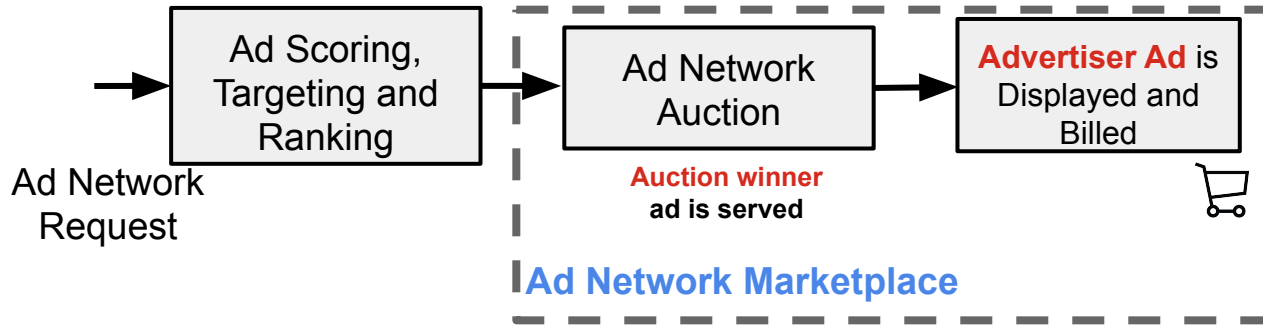 Ad Network
Request
Ad Scoring,
Targeting and
Ranking
Ad Network
Auction
Auction winner
ad is served
Advertiser Ad is
Displayed and
Billed
Ad Network Marketplace